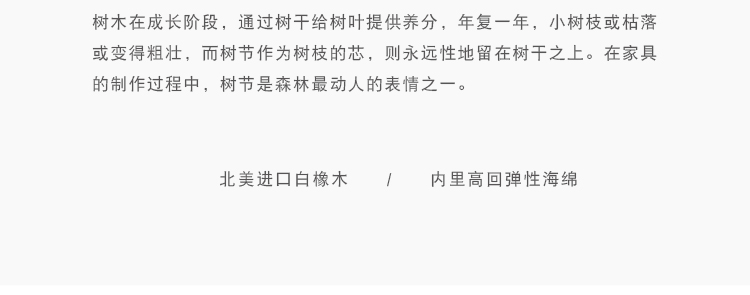 树木在成长阶段，通过树干给树叶提供养分，年复一年，小树枝或枯落
或变得粗壮，而树节作为树枝的芯，则永远性地留在树干之上。在家具
的制作过程中，树节是森林最动人的表情之一。
北美进口白橡木 / 内里高回弹性海绵